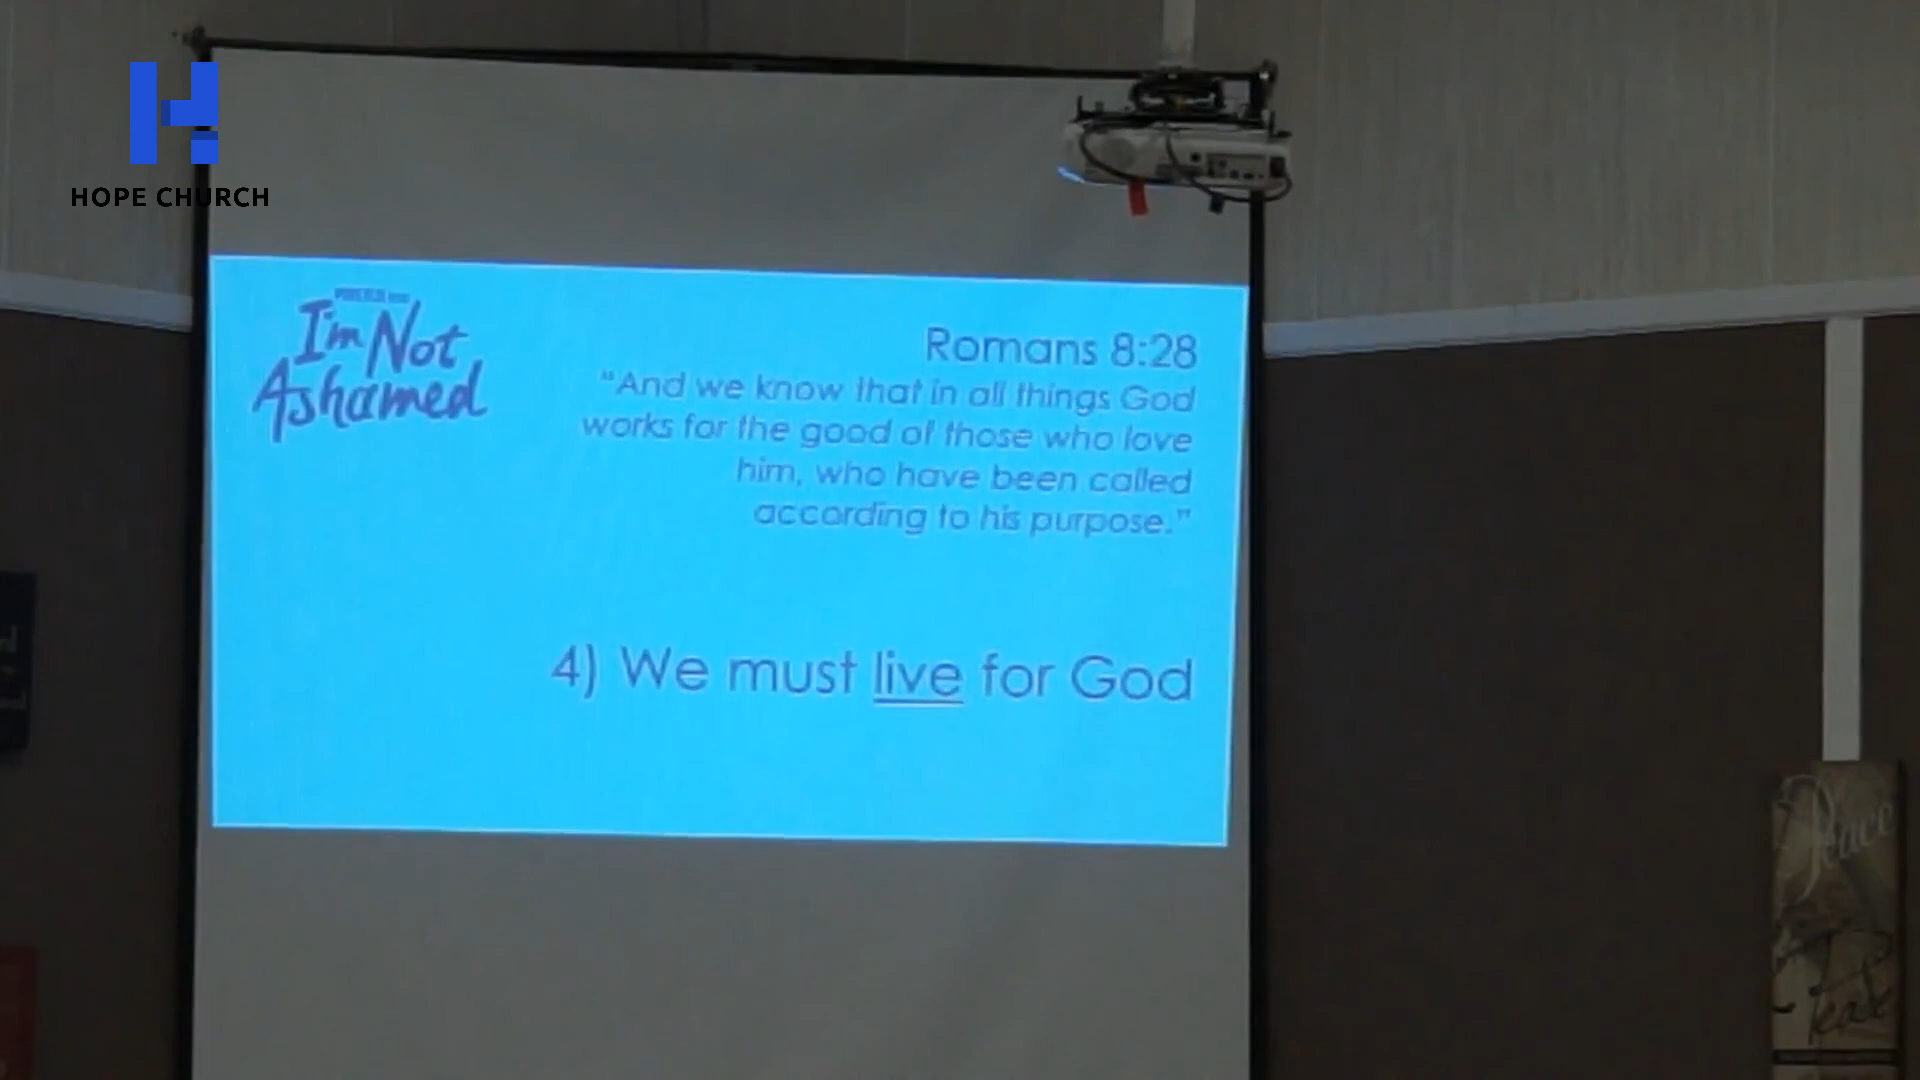 HOPE CHURCH
I'm Not
Ashamed
Romans 8:28
“And we know that in all things God
works for the good of those who love
him, who have been called
according to his purpose.”
4) We must live for God
Peace